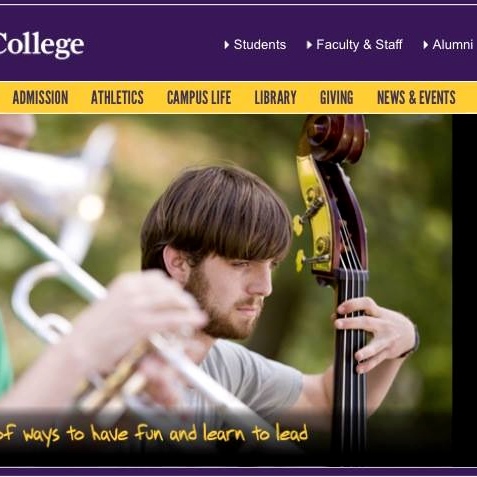 College
Students Faculty & Staff Alumni
ADMISSION ATHLETICS CAMPUS LIFE LIBRARY GIVING NEWS & EVENTS
of ways to have fun and learn to lead